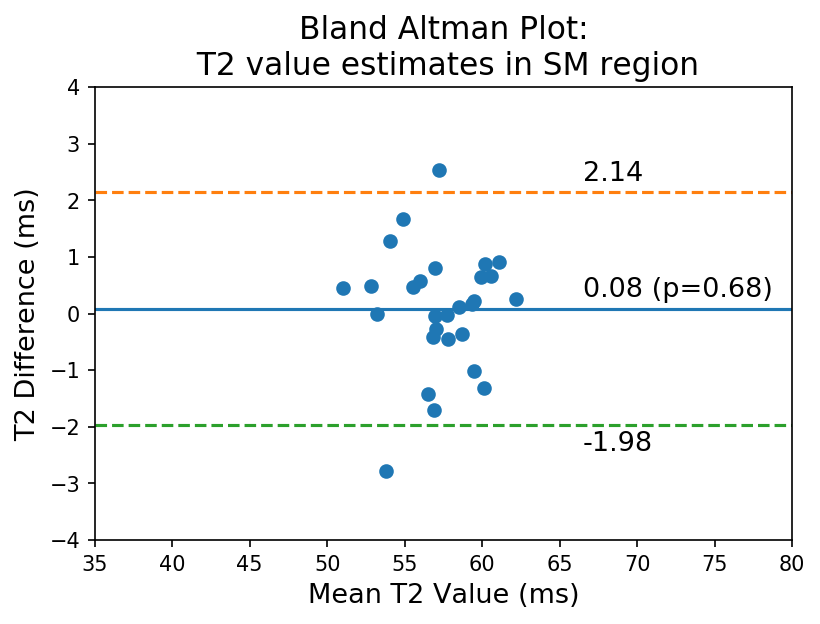 Bland Altman Plot:
T2 value estimates in SM region
T2 Difference (ms)
4
3
2
1
0
−1
−2
−3
−4
2.14
0.08 (p=0.68)
-1.98
35 40 45 50 55 60 65 70 75 80
Mean T2 Value (ms)